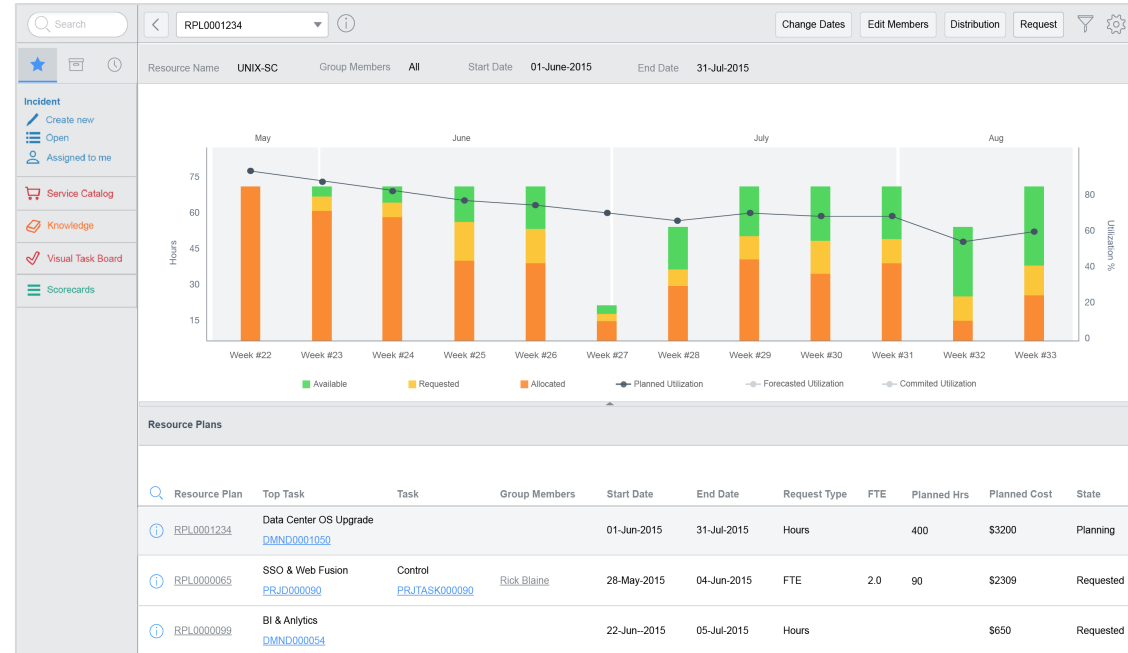 Search
RPL0001234
Change Dates Edit Members Distribution Request
Resource Name UNIX-SC Group Members All Start Date 01-June-2015 End Date 31-Jul-2015
Incident
Create new
Open
Assigned to me
Service Catalog
Knowledge
Visual Task Board
Scorecards
May June July Aug
75
60
45
30
15
Hours
80
60
40
20
0
Utilization %
Week #22 Week #23 Week #24 Week #25 Week #26 Week #27 Week #28 Week #29 Week #30 Week #31 Week #32 Week #33
Available Requested Allocated Planned Utilization Forecasted Utilization Commited Utilization
Resource Plans
Resource Plan Top Task Task Group Members Start Date End Date Request Type FTE Planned Hrs Planned Cost State
Data Center OS Upgrade
RPL0001234 01-Jun-2015 31-Jul-2015 Hours 400 $3200 Planning
DMND0001050
SSO & Web Fusion Control
RPL0000065 Rick Blaine 28-May-2015 04-Jun-2015 FTE 2.0 90 $2309 Requested
PRJD000090 PRJTASK000090
BI & Anlytics
RPL0000099 22-Jun--2015 05-Jul-2015 Hours $650 Requested
DMND000054